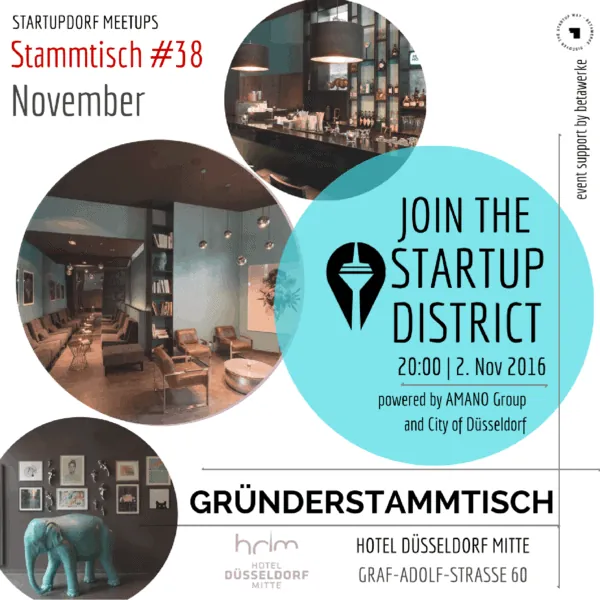 STARTUPDORF MEETUPS
Stammtisch #38
November
event support by betawerke
JOIN THE
STARTUP
DISTRICT
20:00 | 2. Nov 2016
powered by AMANO Group
and City of Düsseldorf
GRÜNDERSTAMMTISCH
hdm
HOTEL
DÜSSELDORF
MITTE
HOTEL DÜSSELDORF MITTE
GRAF-ADOLF-STRASSE 60